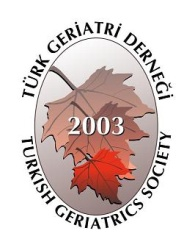 TÜRK GERİATRİ DERNEĞİ
2003
TURKISH GERIATRICS SOCIETY